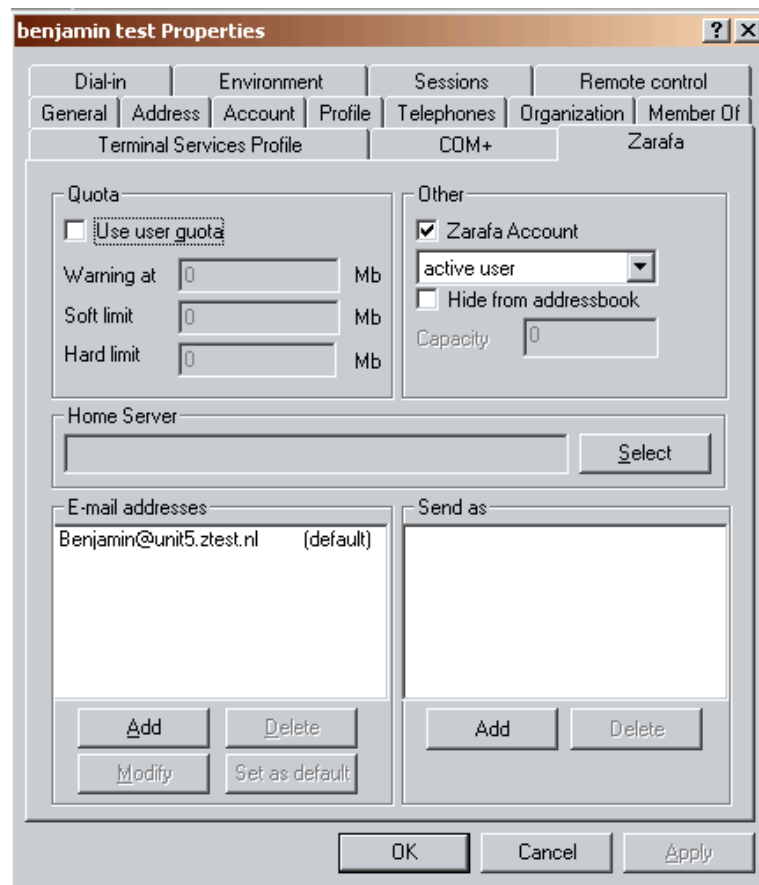 benjamin test Properties
Dial-in Environment Sessions Remote control
General Address Account Profile Telephones Organization Member Of
Terminal Services Profile COM+ Zarafa
Quota
Use user quota
Warning at 0 Mb
Soft limit 0 Mb
Hard limit 0 Mb
Other
Zarafa Account
active user
Hide from addressbook
Capacity 0
Home Server
Select
E-mail addresses
Benjamin@unit5.ztest.nl (default)
Add Delete
Modify Set as default
Send as
Add Delete
OK Cancel Apply